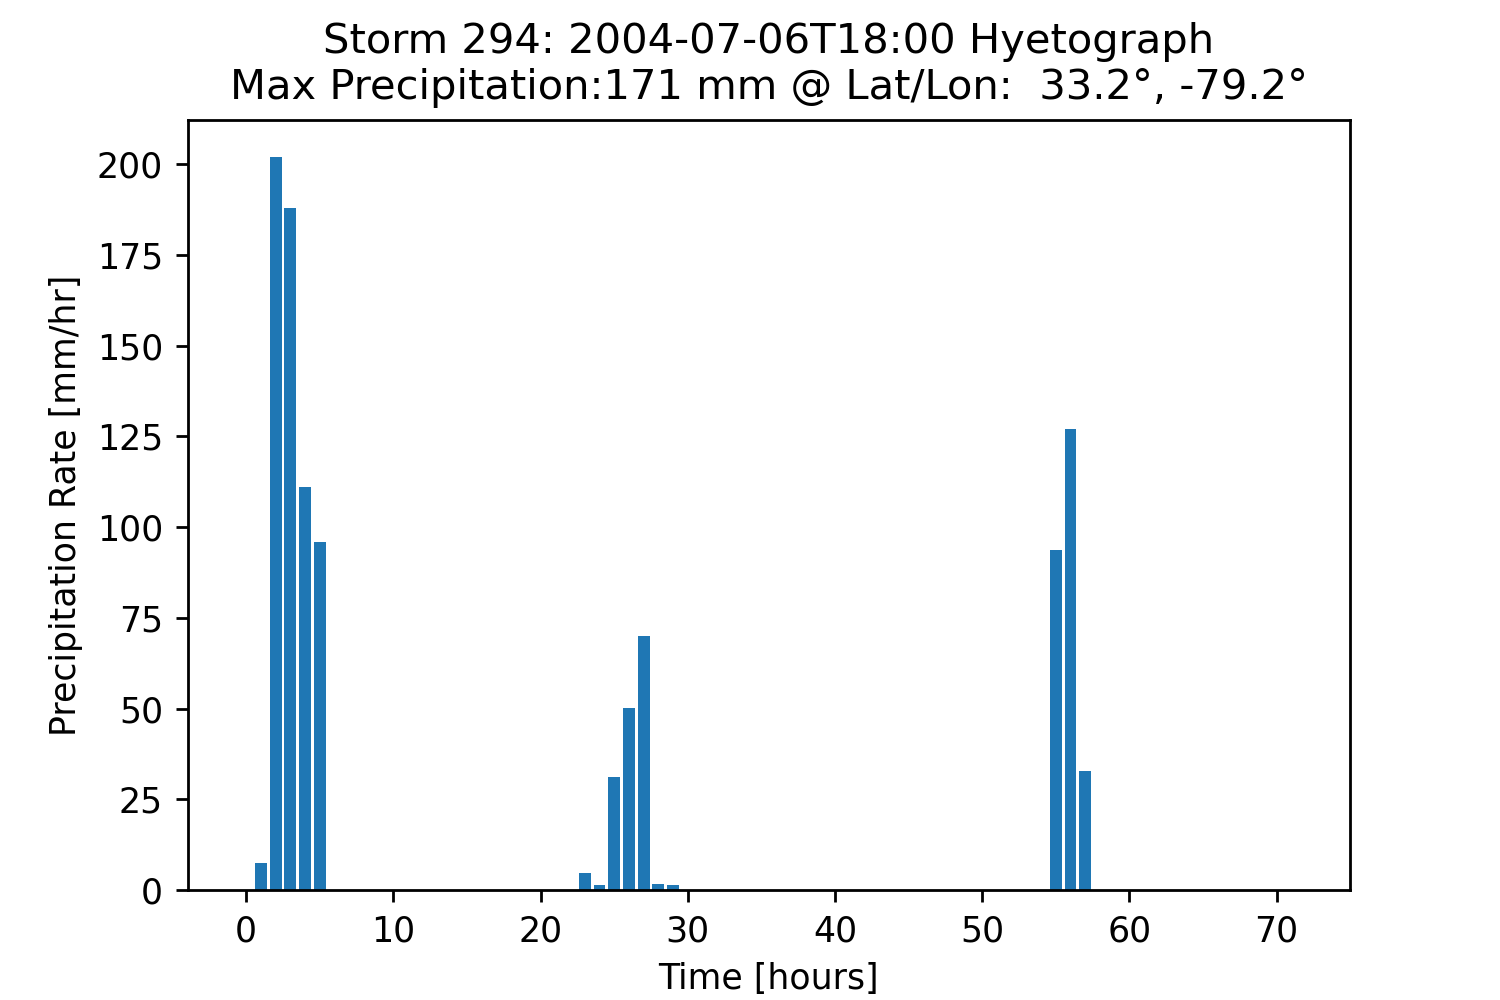 Storm 294: 2004-07-06T18:00 Hyetograph
Max Precipitation:171 mm @ Lat/Lon:  33.2°, -79.2°
Precipitation Rate [mm/hr]
200
175
150
125
100
75
50
25
0
0 10 20 30 40 50 60 70
Time [hours]